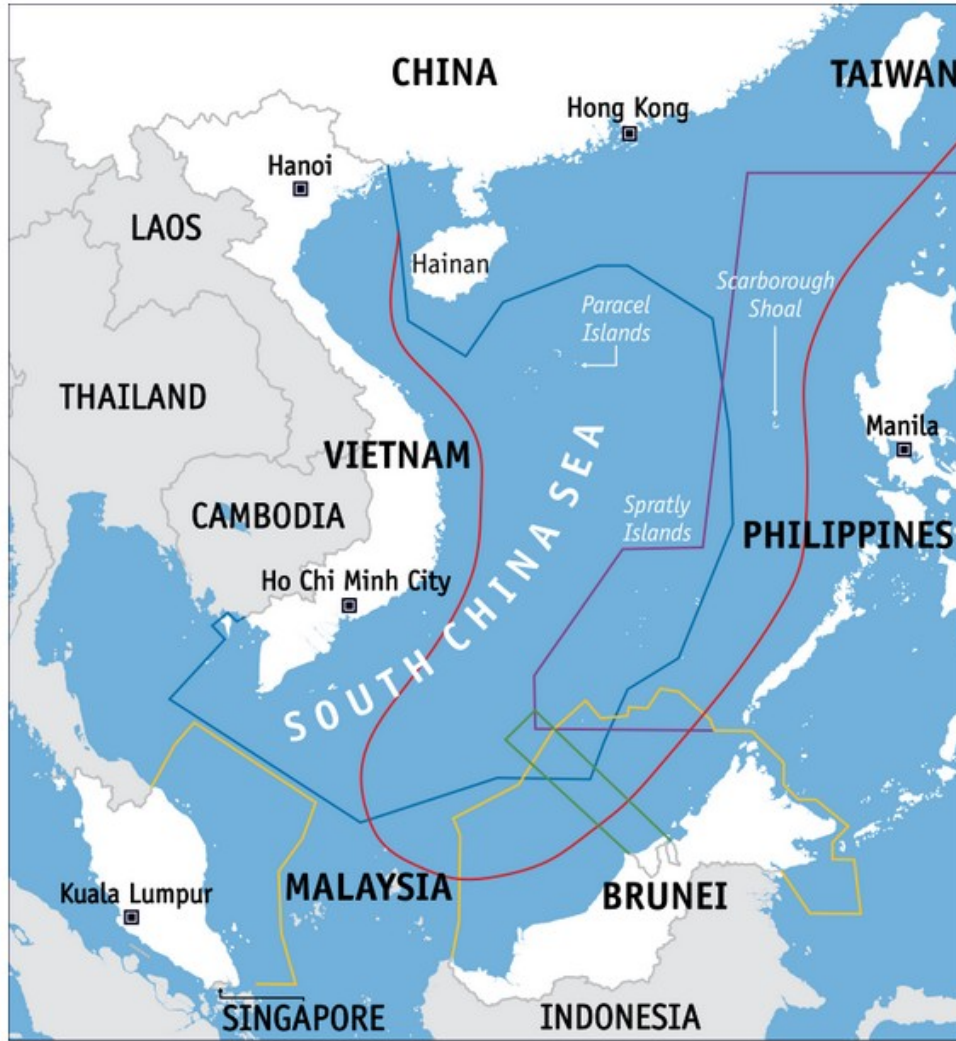 CHINA
TAIWAN
Hong Kong
Hanoi
LAOS
Hainan
Scarborough
Shoal
Paracel
Islands
THAILAND
Manila
VIETNAM
CAMBODIA
Spratly
Islands
PHILIPPINES
Ho Chi Minh City
SOUTH CHINA SEA
MALAYSIA
BRUNEI
Kuala Lumpur
SINGAPORE
INDONESIA